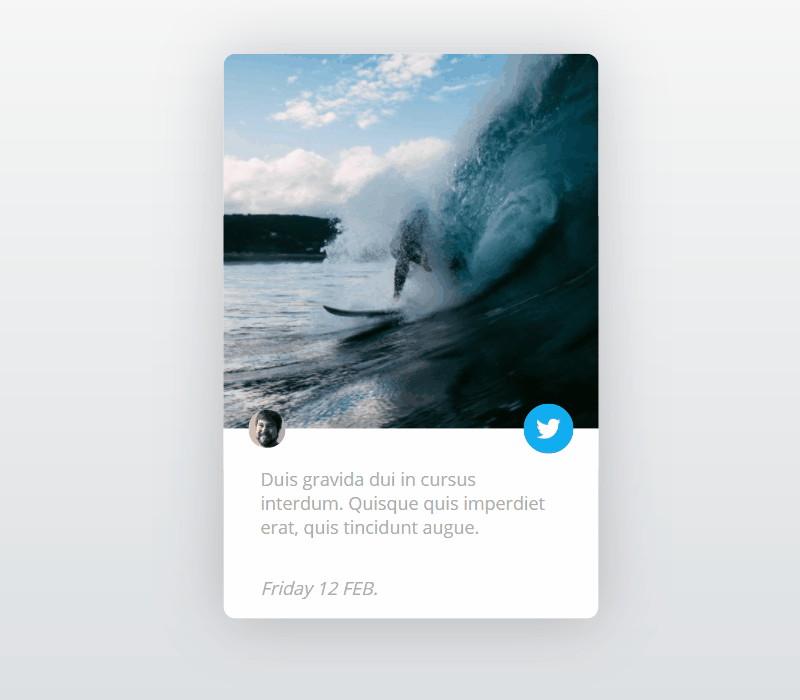 Duis gravida dui in cursus
interdum. Quisque quis imperdiet
erat, quis tincidunt augue.
Friday 12 FEB.